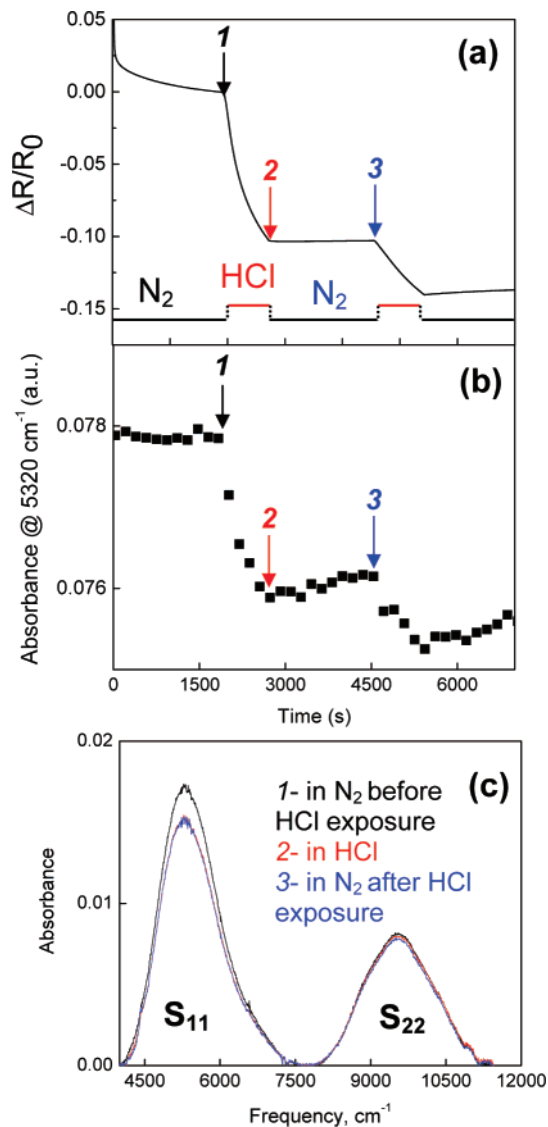 0.05
(a)
1
0.00
-0.05
2
3
-0.10
HCl
N2
N2
-0.15
ΔR/R0
(b)
1
0.078
2
3
0.076
Absorbance @ 5320 cm-1 (a.u.)
0 1500 3000 4500 6000
Time (s)
0.02
(c)
1- in N2 before
HCl exposure
2- in HCl
3- in N2 after HCl
exposure
0.01
Absorbance
S11
S22
0.00
4500 6000 7500 9000 10500 12000
Frequency, cm-1